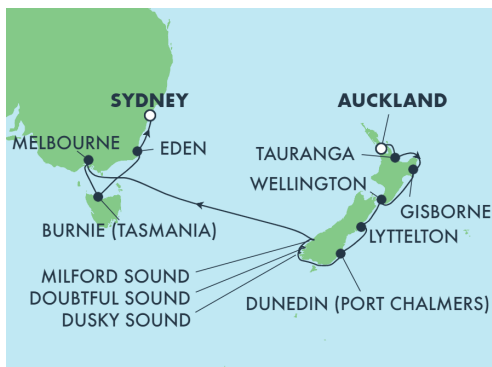 SYDNEY
AUCKLAND
MELBOURNE
EDEN
TAURANGA
WELLINGTON
GISBORNE
BURNIE (TASMANIA)
LYTTELTON
MILFORD SOUND
DOUBTFUL SOUND
DUNEDIN (PORT CHALMERS)
DUSKY SOUND